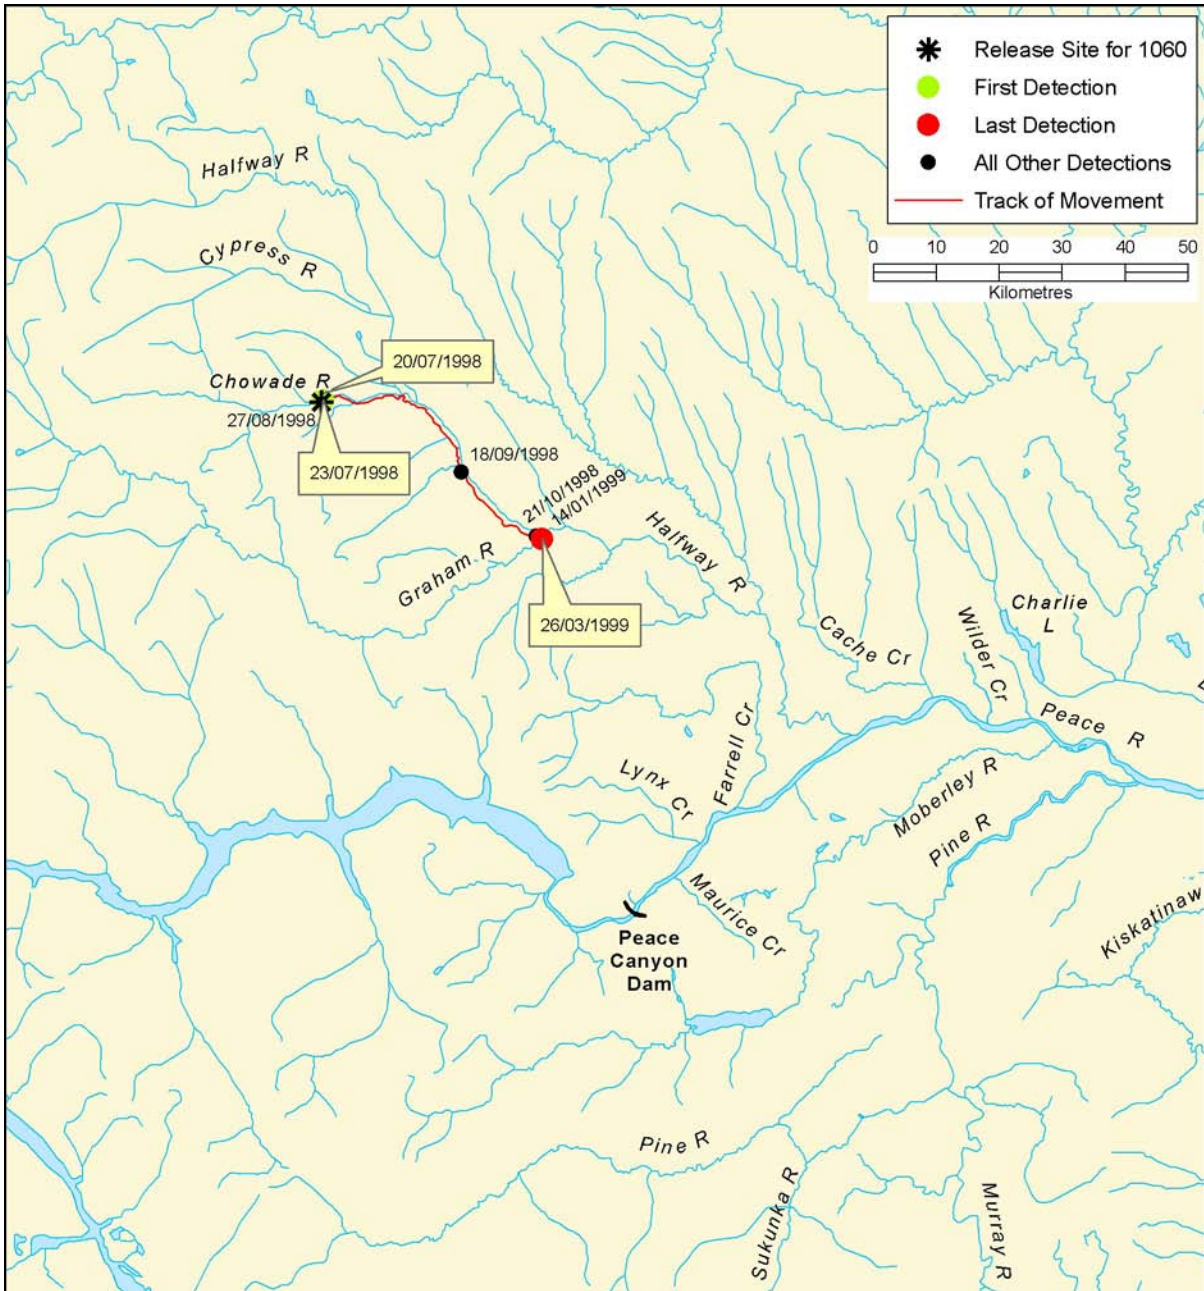 Release Site for 1060
First Detection
Last Detection
All Other Detections
Track of Movement
0 10 20 30 40 50
Kilometres
Halfway R
Cypress R
20/07/1998
Chowade R
27/08/1998
23/07/1998
18/09/1998
21/10/1998
14/01/1999
Graham R
Halfway R
26/03/1999
Cache Cr
Wilder Cr
Charlie
L
Peace R
Farrell Cr
Lynx Cr
Moberley R
Pine R
Maurice Cr
Kiskatinaw
Peace
Canyon
Dam
Pine R
Sukunka R
Murray R